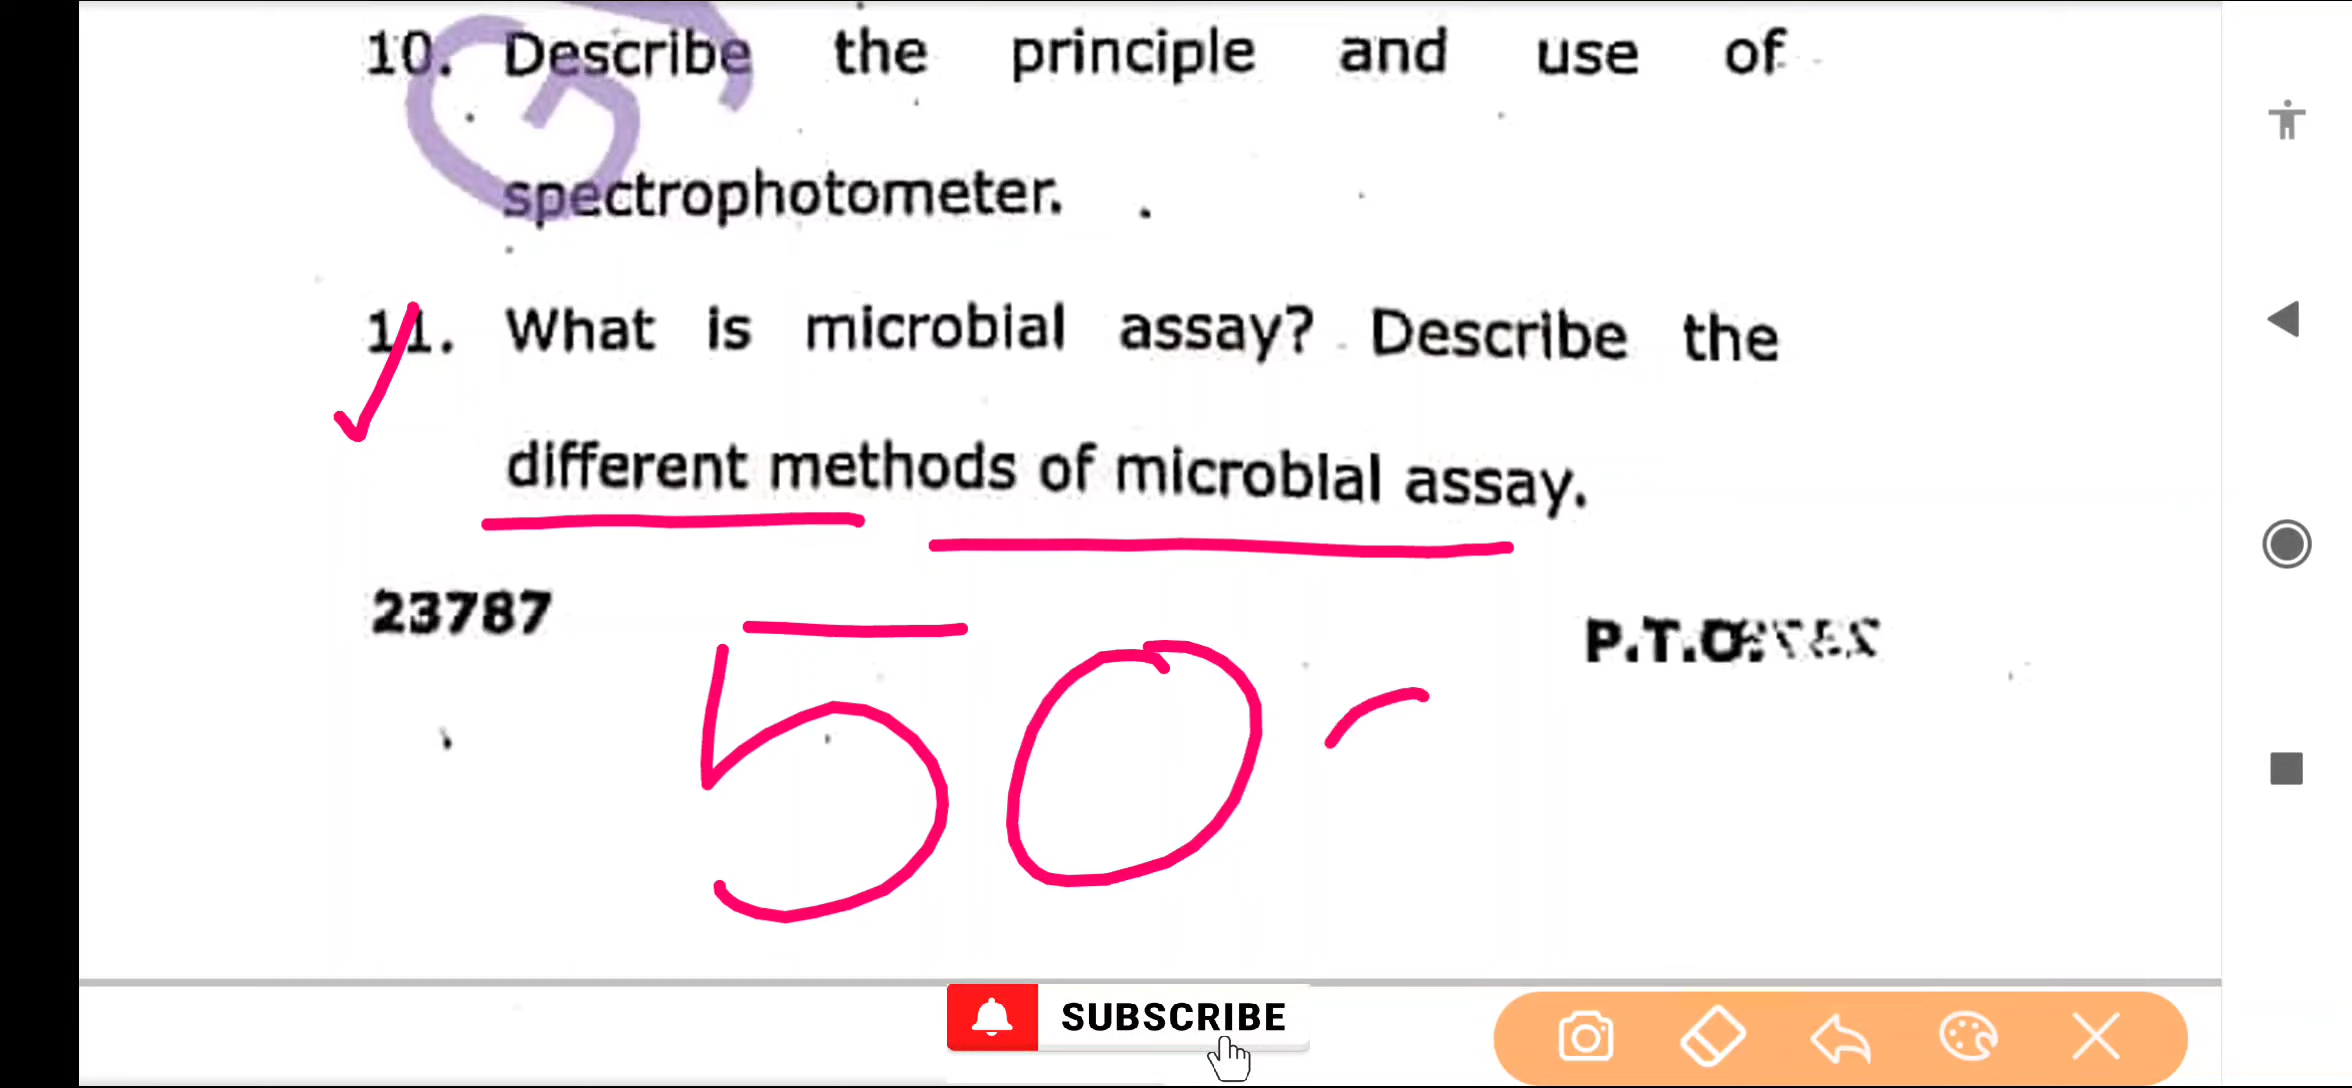 10. Describe the principle and use of
spectrophotometer.
11. What is microbial assay? Describe the
different methods of microbial assay.
23787
P.T.O.
50
SUBSCRIBE